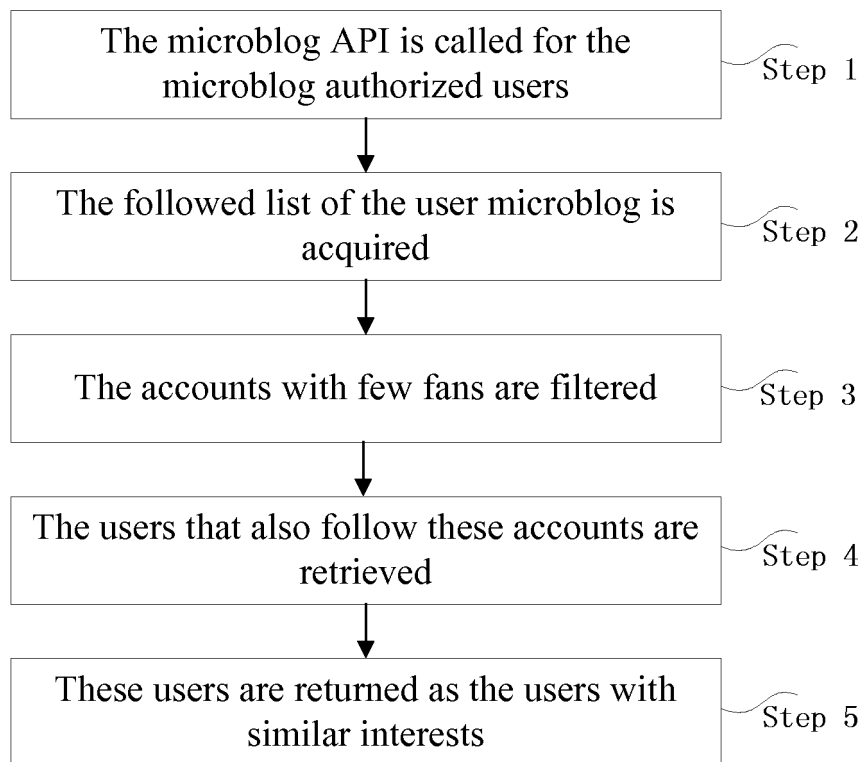 The microblog API is called for the
microblog authorized users
Step 1
The followed list of the user microblog is
acquired
Step 2
The accounts with few fans are filtered
Step 3
The users that also follow these accounts are
retrieved
Step 4
These users are returned as the users with
similar interests
Step 5